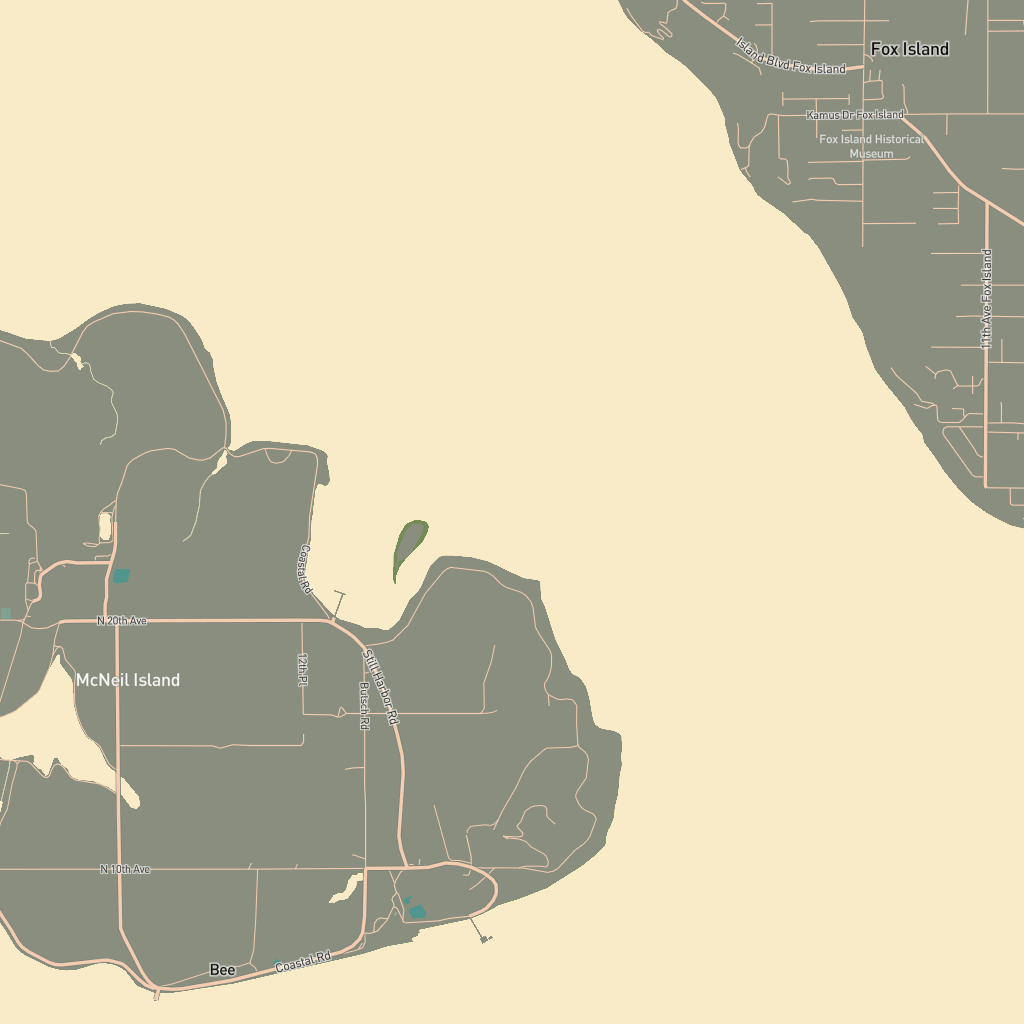 Island Blvd Fox Island
Fox Island
Kamus Dr Fox Island
Fox Island Historical
Museum
11th Ave Fox Island
Coastal Rd
N 20th Ave
McNeil Island
12th Pl
Butsch Rd
Still Harbor Rd
N 10th Ave
Bee
Coastal Rd